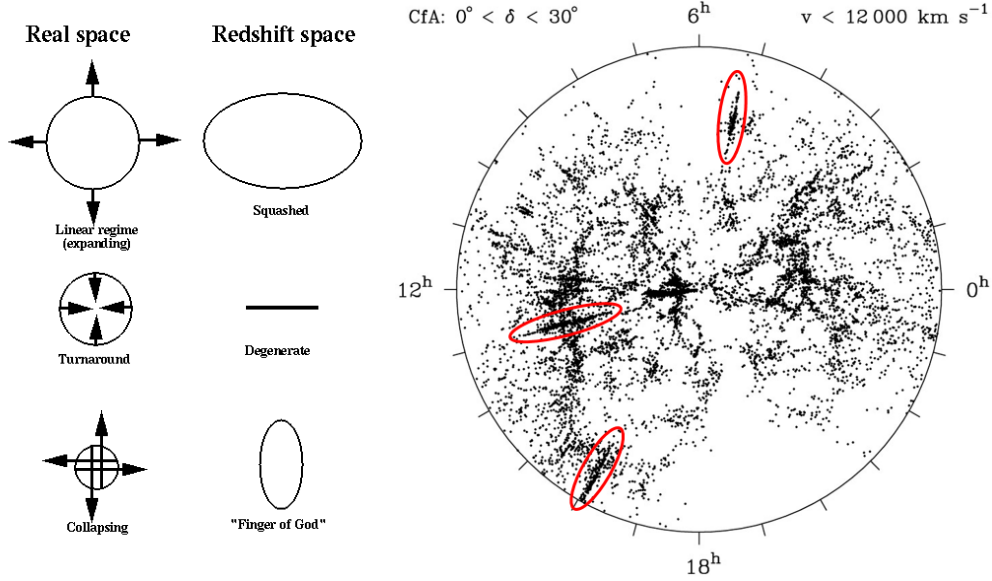 Real space
Redshift space
Linear regime
(expanding)
Squashed
Turnaround
Degenerate
Collapsing
"Finger of God"
CfA: 0° < δ < 30°
6ʰ
v < 12 000 km s⁻¹
12ʰ
0ʰ
18ʰ